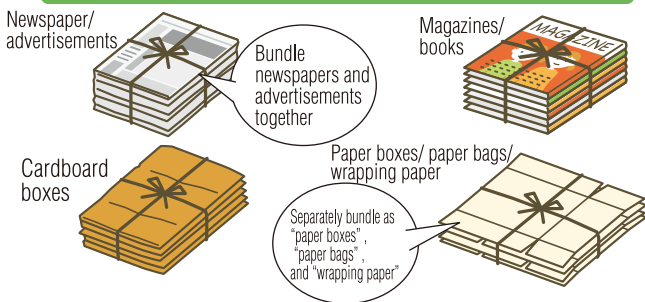 Newspaper/
advertisements
Bundle
newspapers and
advertisements
together
Magazines/
books
MAGAZINE
Cardboard
boxes
Paper boxes/ paper bags/
wrapping paper
Separately bundle as
“paper boxes” ,
“paper bags” ,
and “wrapping paper”